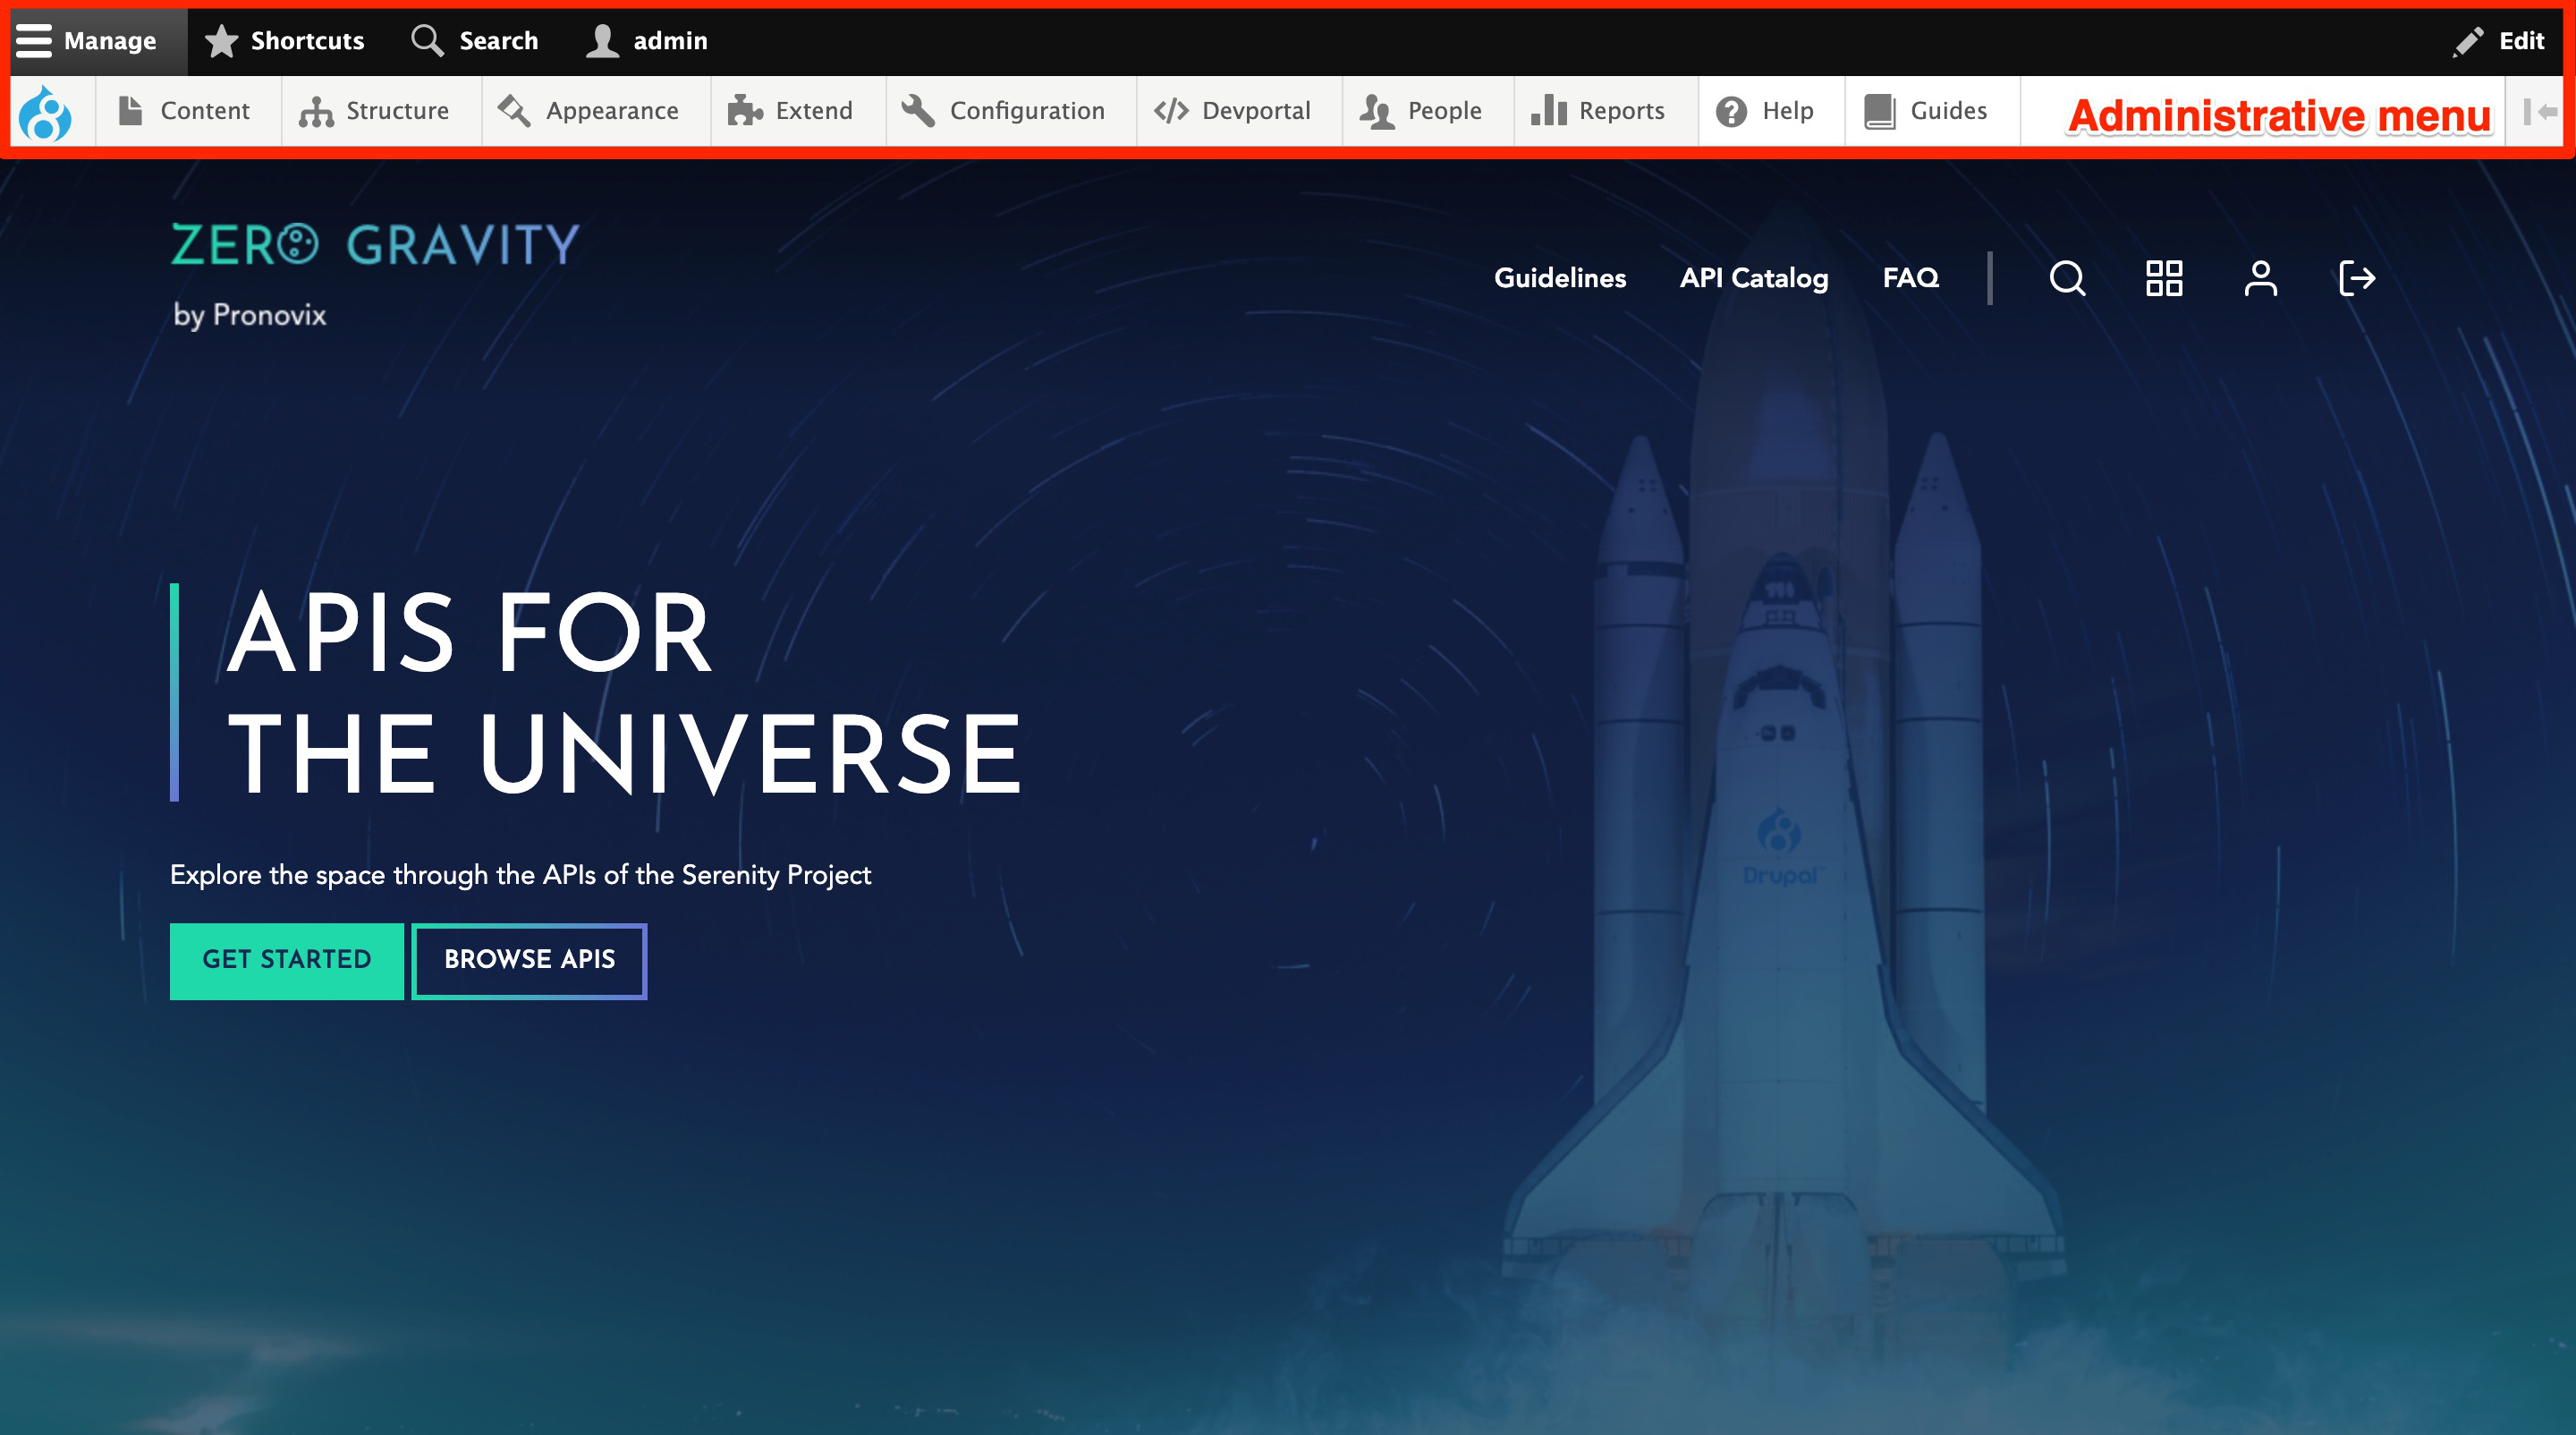 Manage Shortcuts Search admin Edit
Content Structure Appearance Extend Configuration Devportal People Reports Help Guides Administrative menu
ZERO GRAVITY
by Pronovix
Guidelines API Catalog FAQ
APIS FOR
THE UNIVERSE
Explore the space through the APIs of the Serenity Project
GET STARTED BROWSE APIS
Drupal™